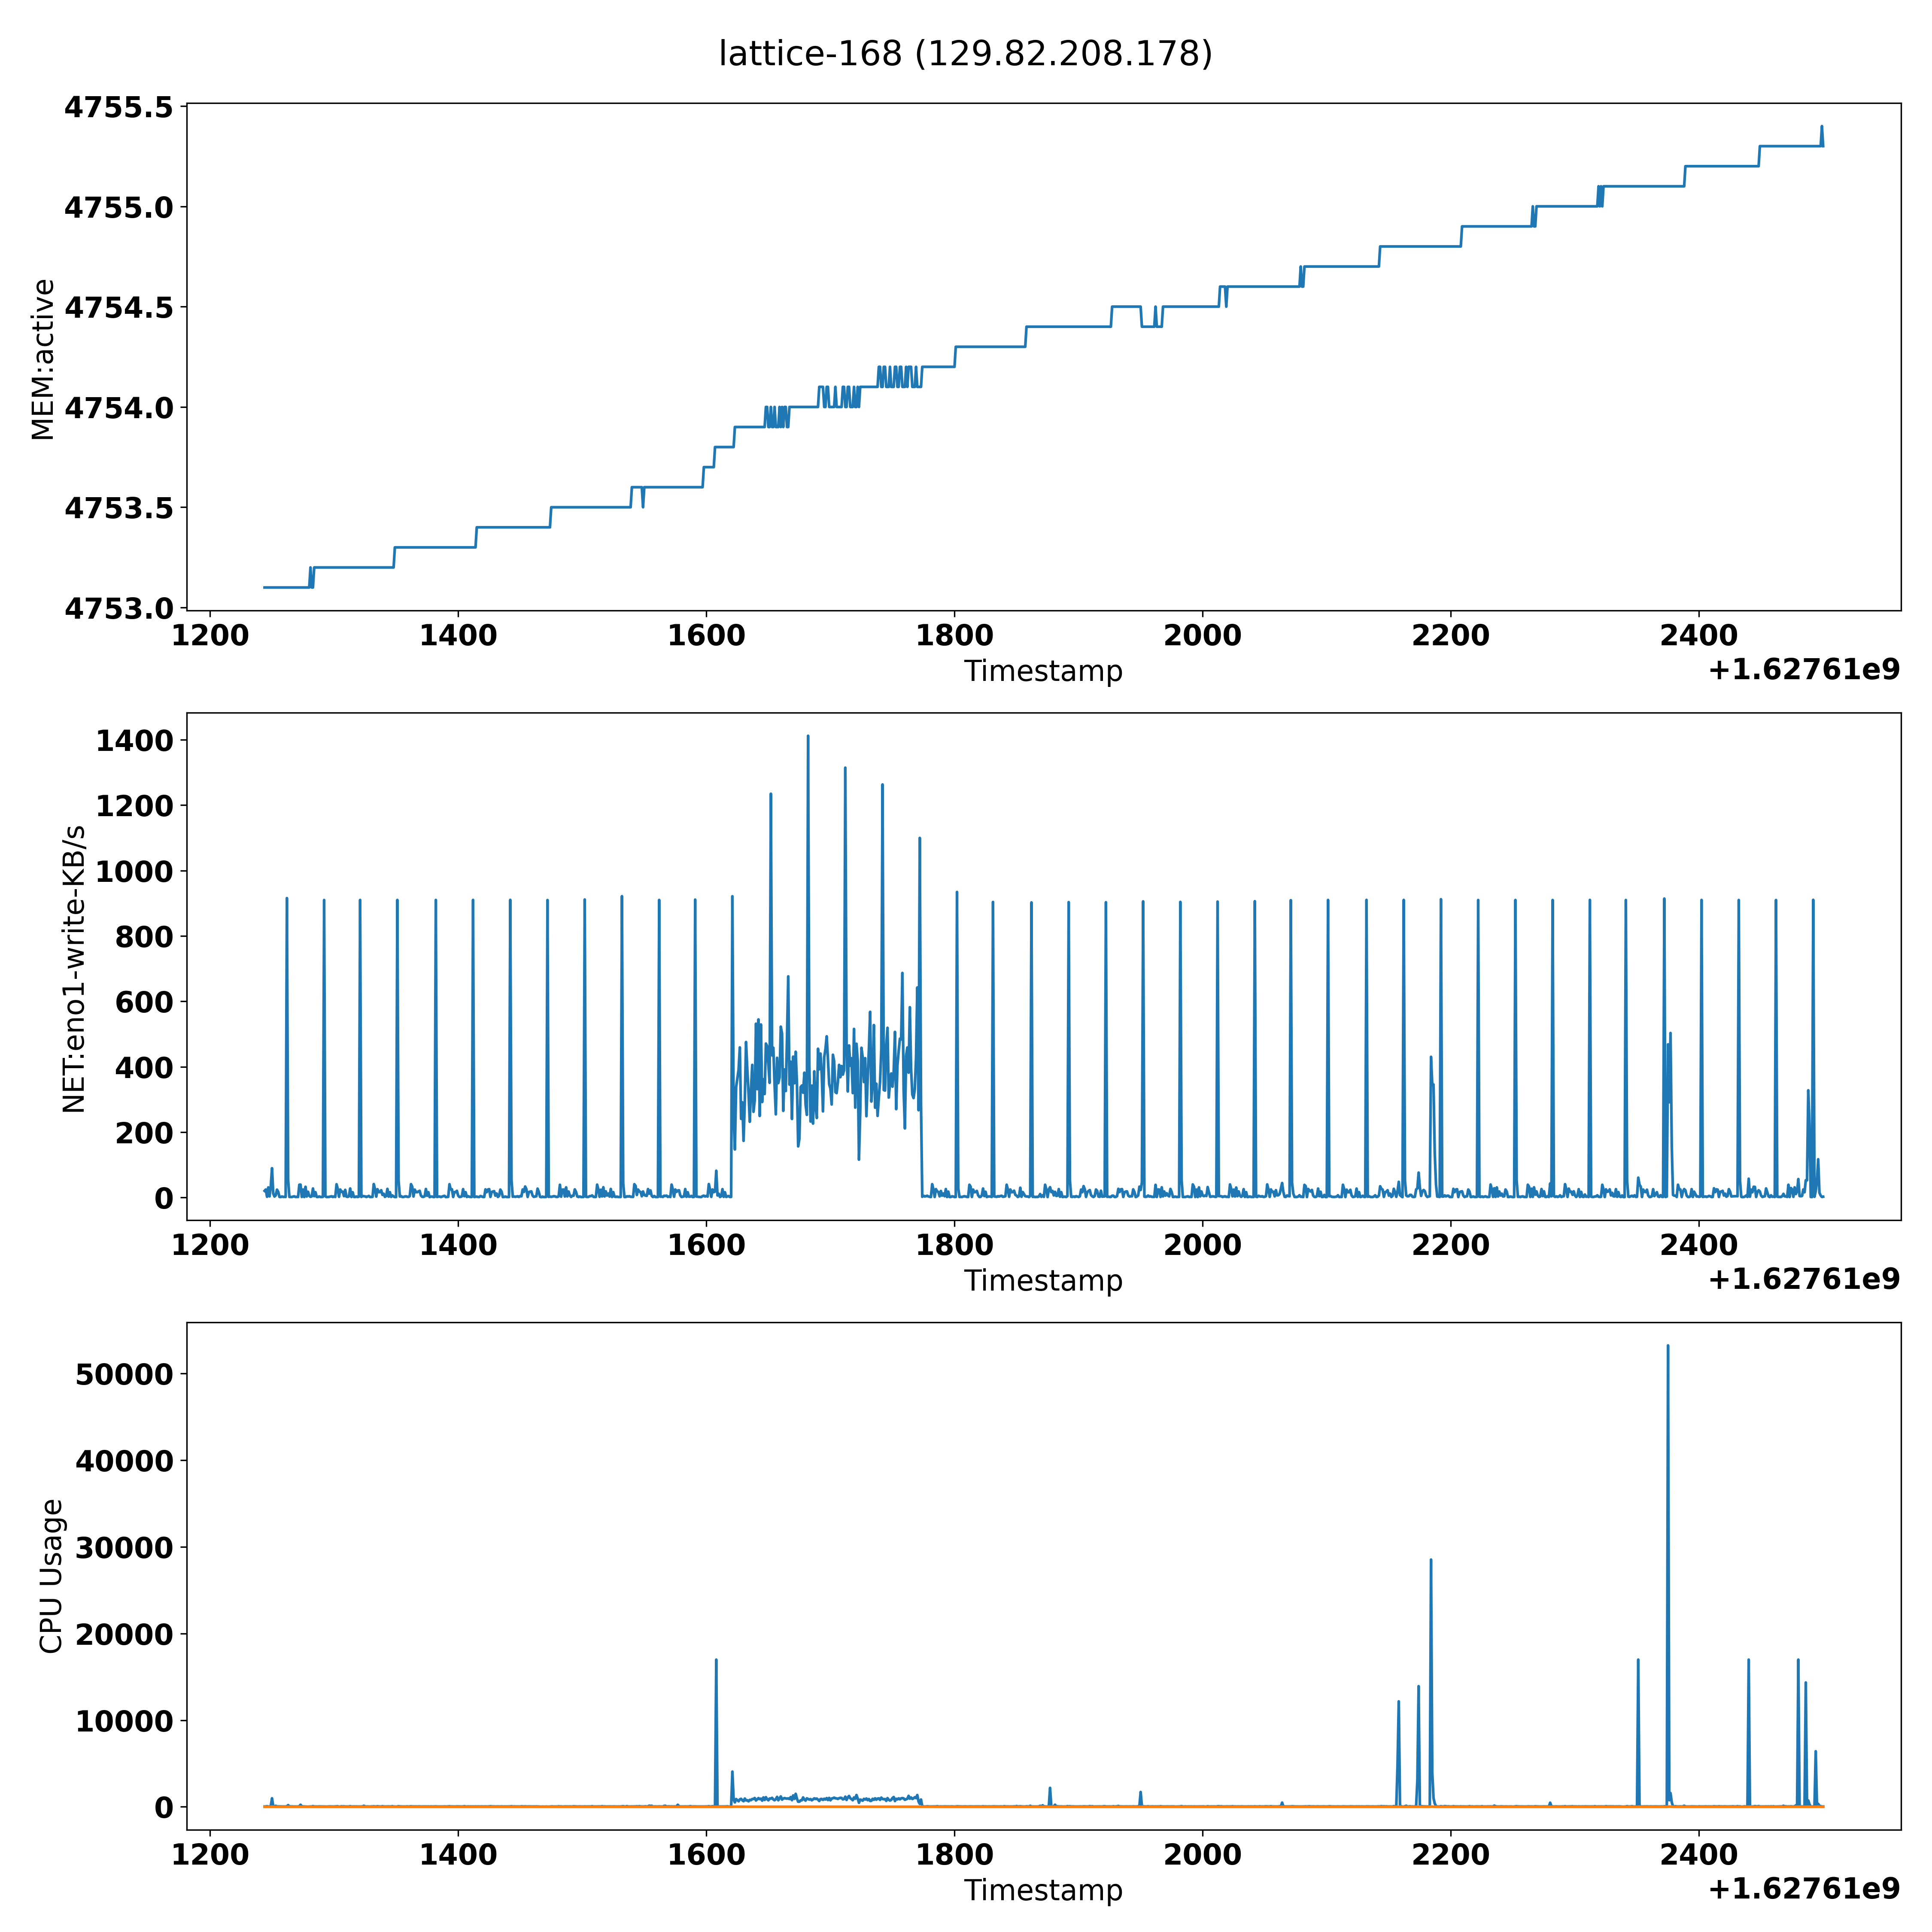 lattice-168 (129.82.208.178)
4755.5
4755.0
4754.5
4754.0
4753.5
4753.0
MEM:active
1200 1400 1600 1800 2000 2200 2400
Timestamp
+1.62761e9
1400
1200
1000
800
600
400
200
0
NET:eno1-write-KB/s
1200 1400 1600 1800 2000 2200 2400
Timestamp
+1.62761e9
50000
40000
30000
20000
10000
0
CPU Usage
1200 1400 1600 1800 2000 2200 2400
Timestamp
+1.62761e9